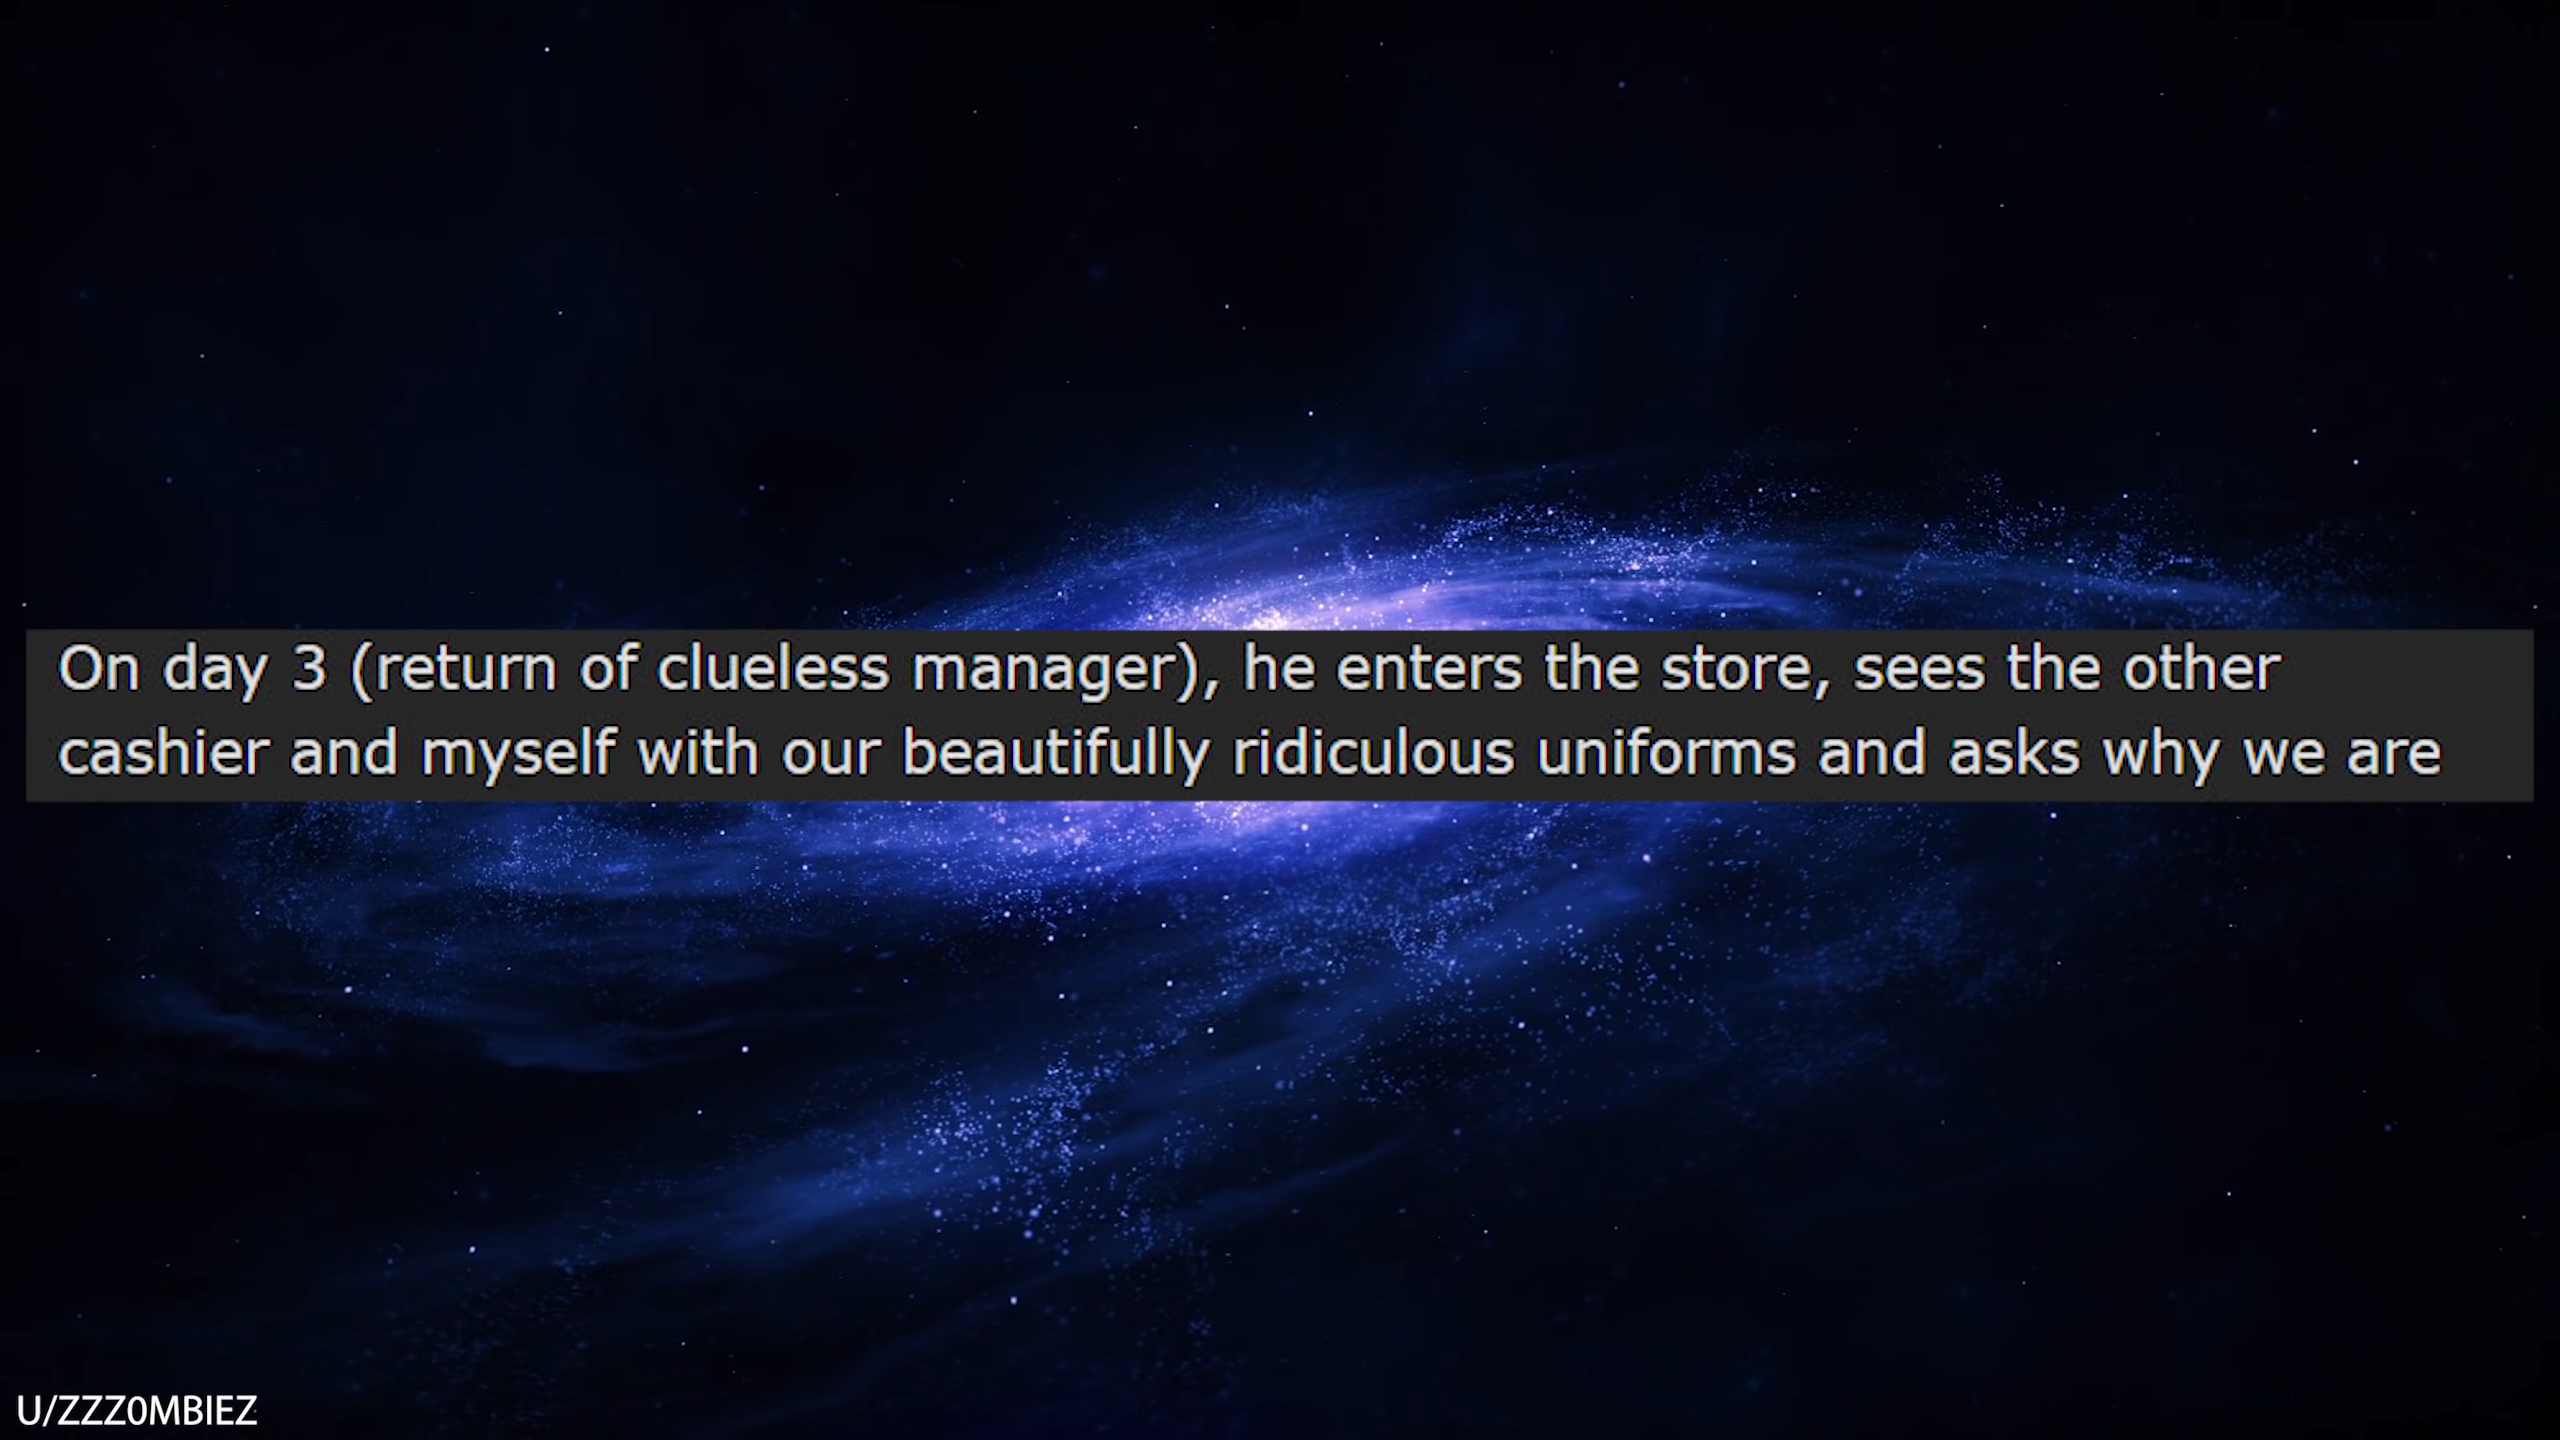 On day 3 (return of clueless manager), he enters the store, sees the other
cashier and myself with our beautifully ridiculous uniforms and asks why we are
U/ZZZ0MBIEZ